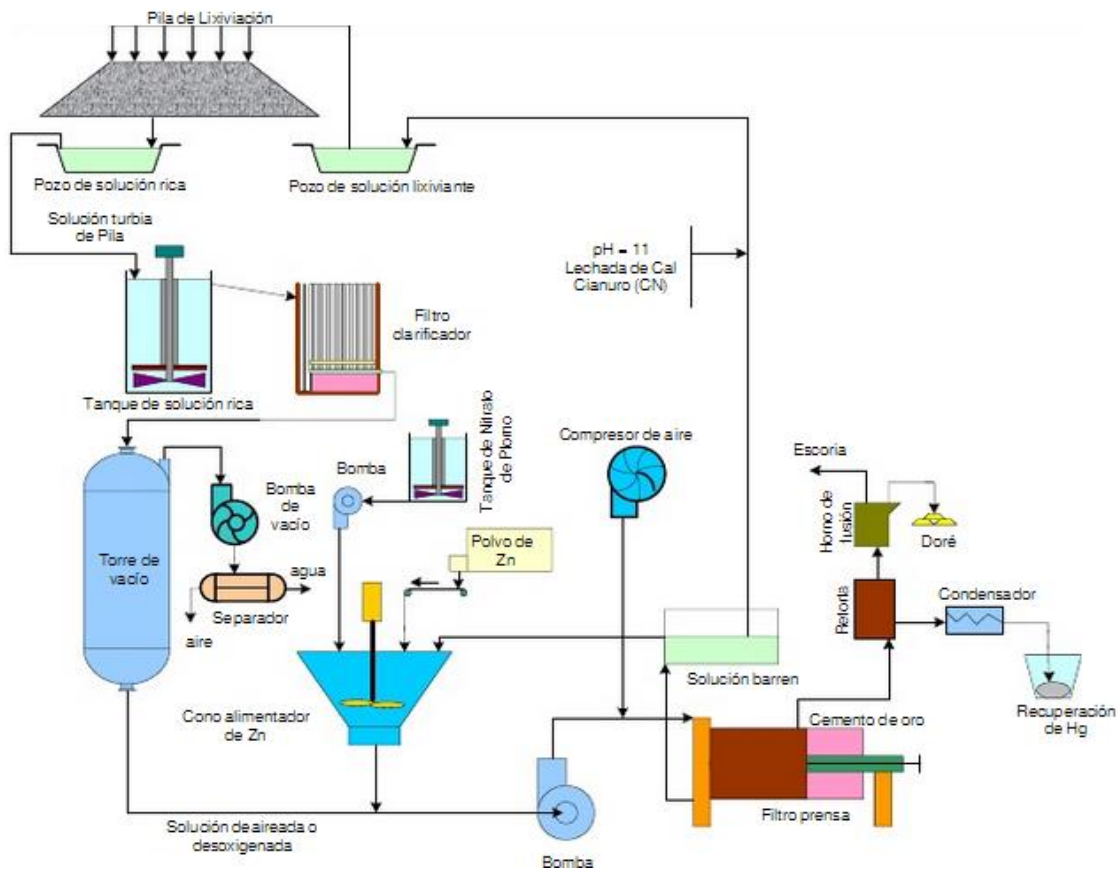 Pila de Lixiviación
Pozo de solución rica
Pozo de solución lixiviante
Solución turbia
de Pila
pH = 11
Lechada de Cal
Cianuro (CN)
Filtro
clarificador
Tanque de solución rica
Tanque de Nitrato
de Plomo
Compresor de aire
Bomba
Escoria
Bomba
de
vacío
Horno de
fusión
Doré
Polvo de
Zn
Torre de
vacío
agua
Separador
aire
Retorta
Condensador
Solución barren
Cono alimentador
de Zn
Cemento de oro
Recuperación
de Hg
Filtro prensa
Solución deaireada o
desoxigenada
Bomba